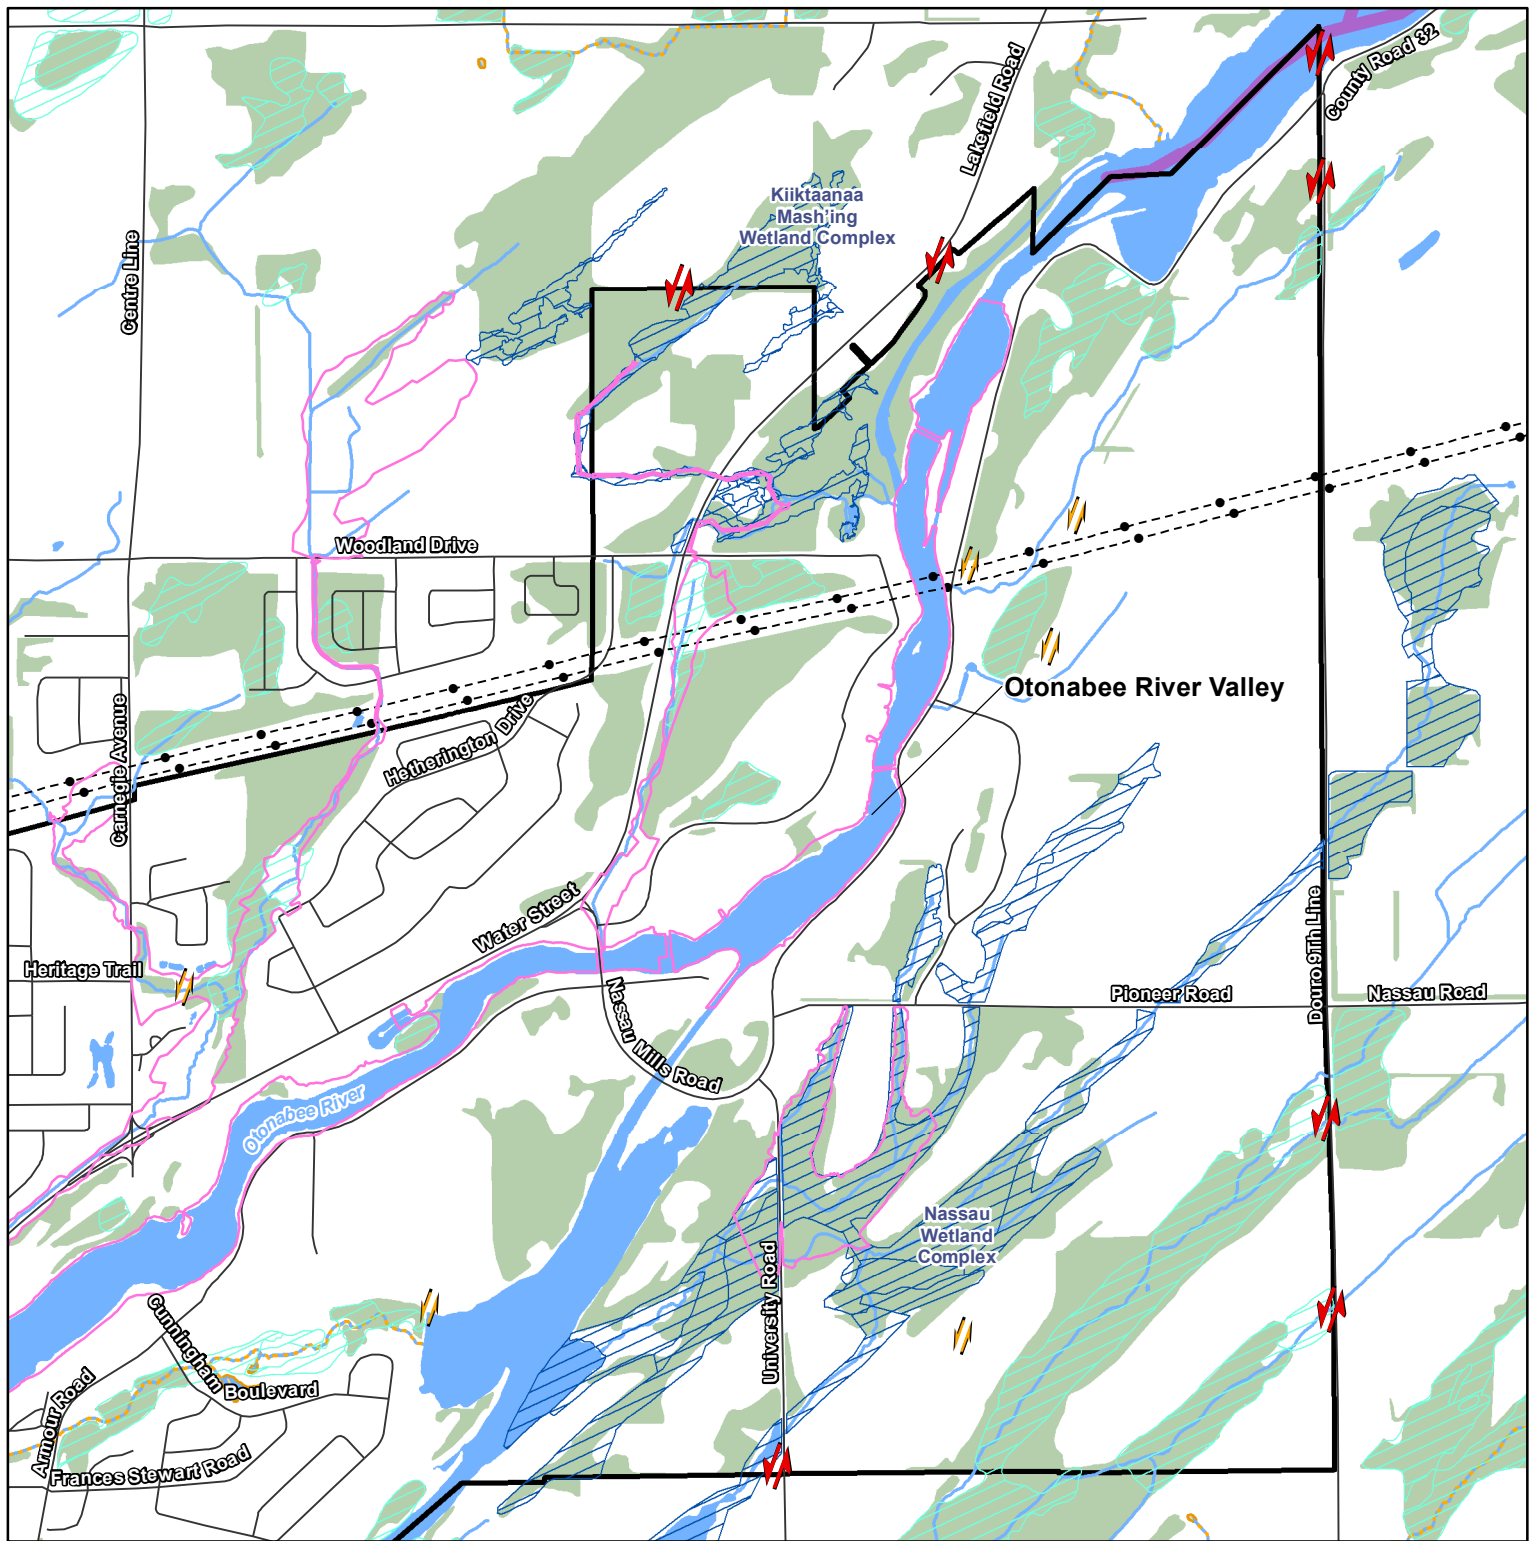 County Road 32
Lakefield Road
Kiiktaanaa
Mash'ing
Wetland Complex
Centre Line
Woodland Drive
Otonabee River Valley
Carnegie Avenue
Hetherington Drive
Water Street
Heritage Trail
Nassau Mills Road
Pioneer Road
Nassau Road
Douro 9Th Line
Otonabee River
Nassau
Wetland
Complex
University Road
Cunningham Boulevard
Armour Road
Frances Stewart Road